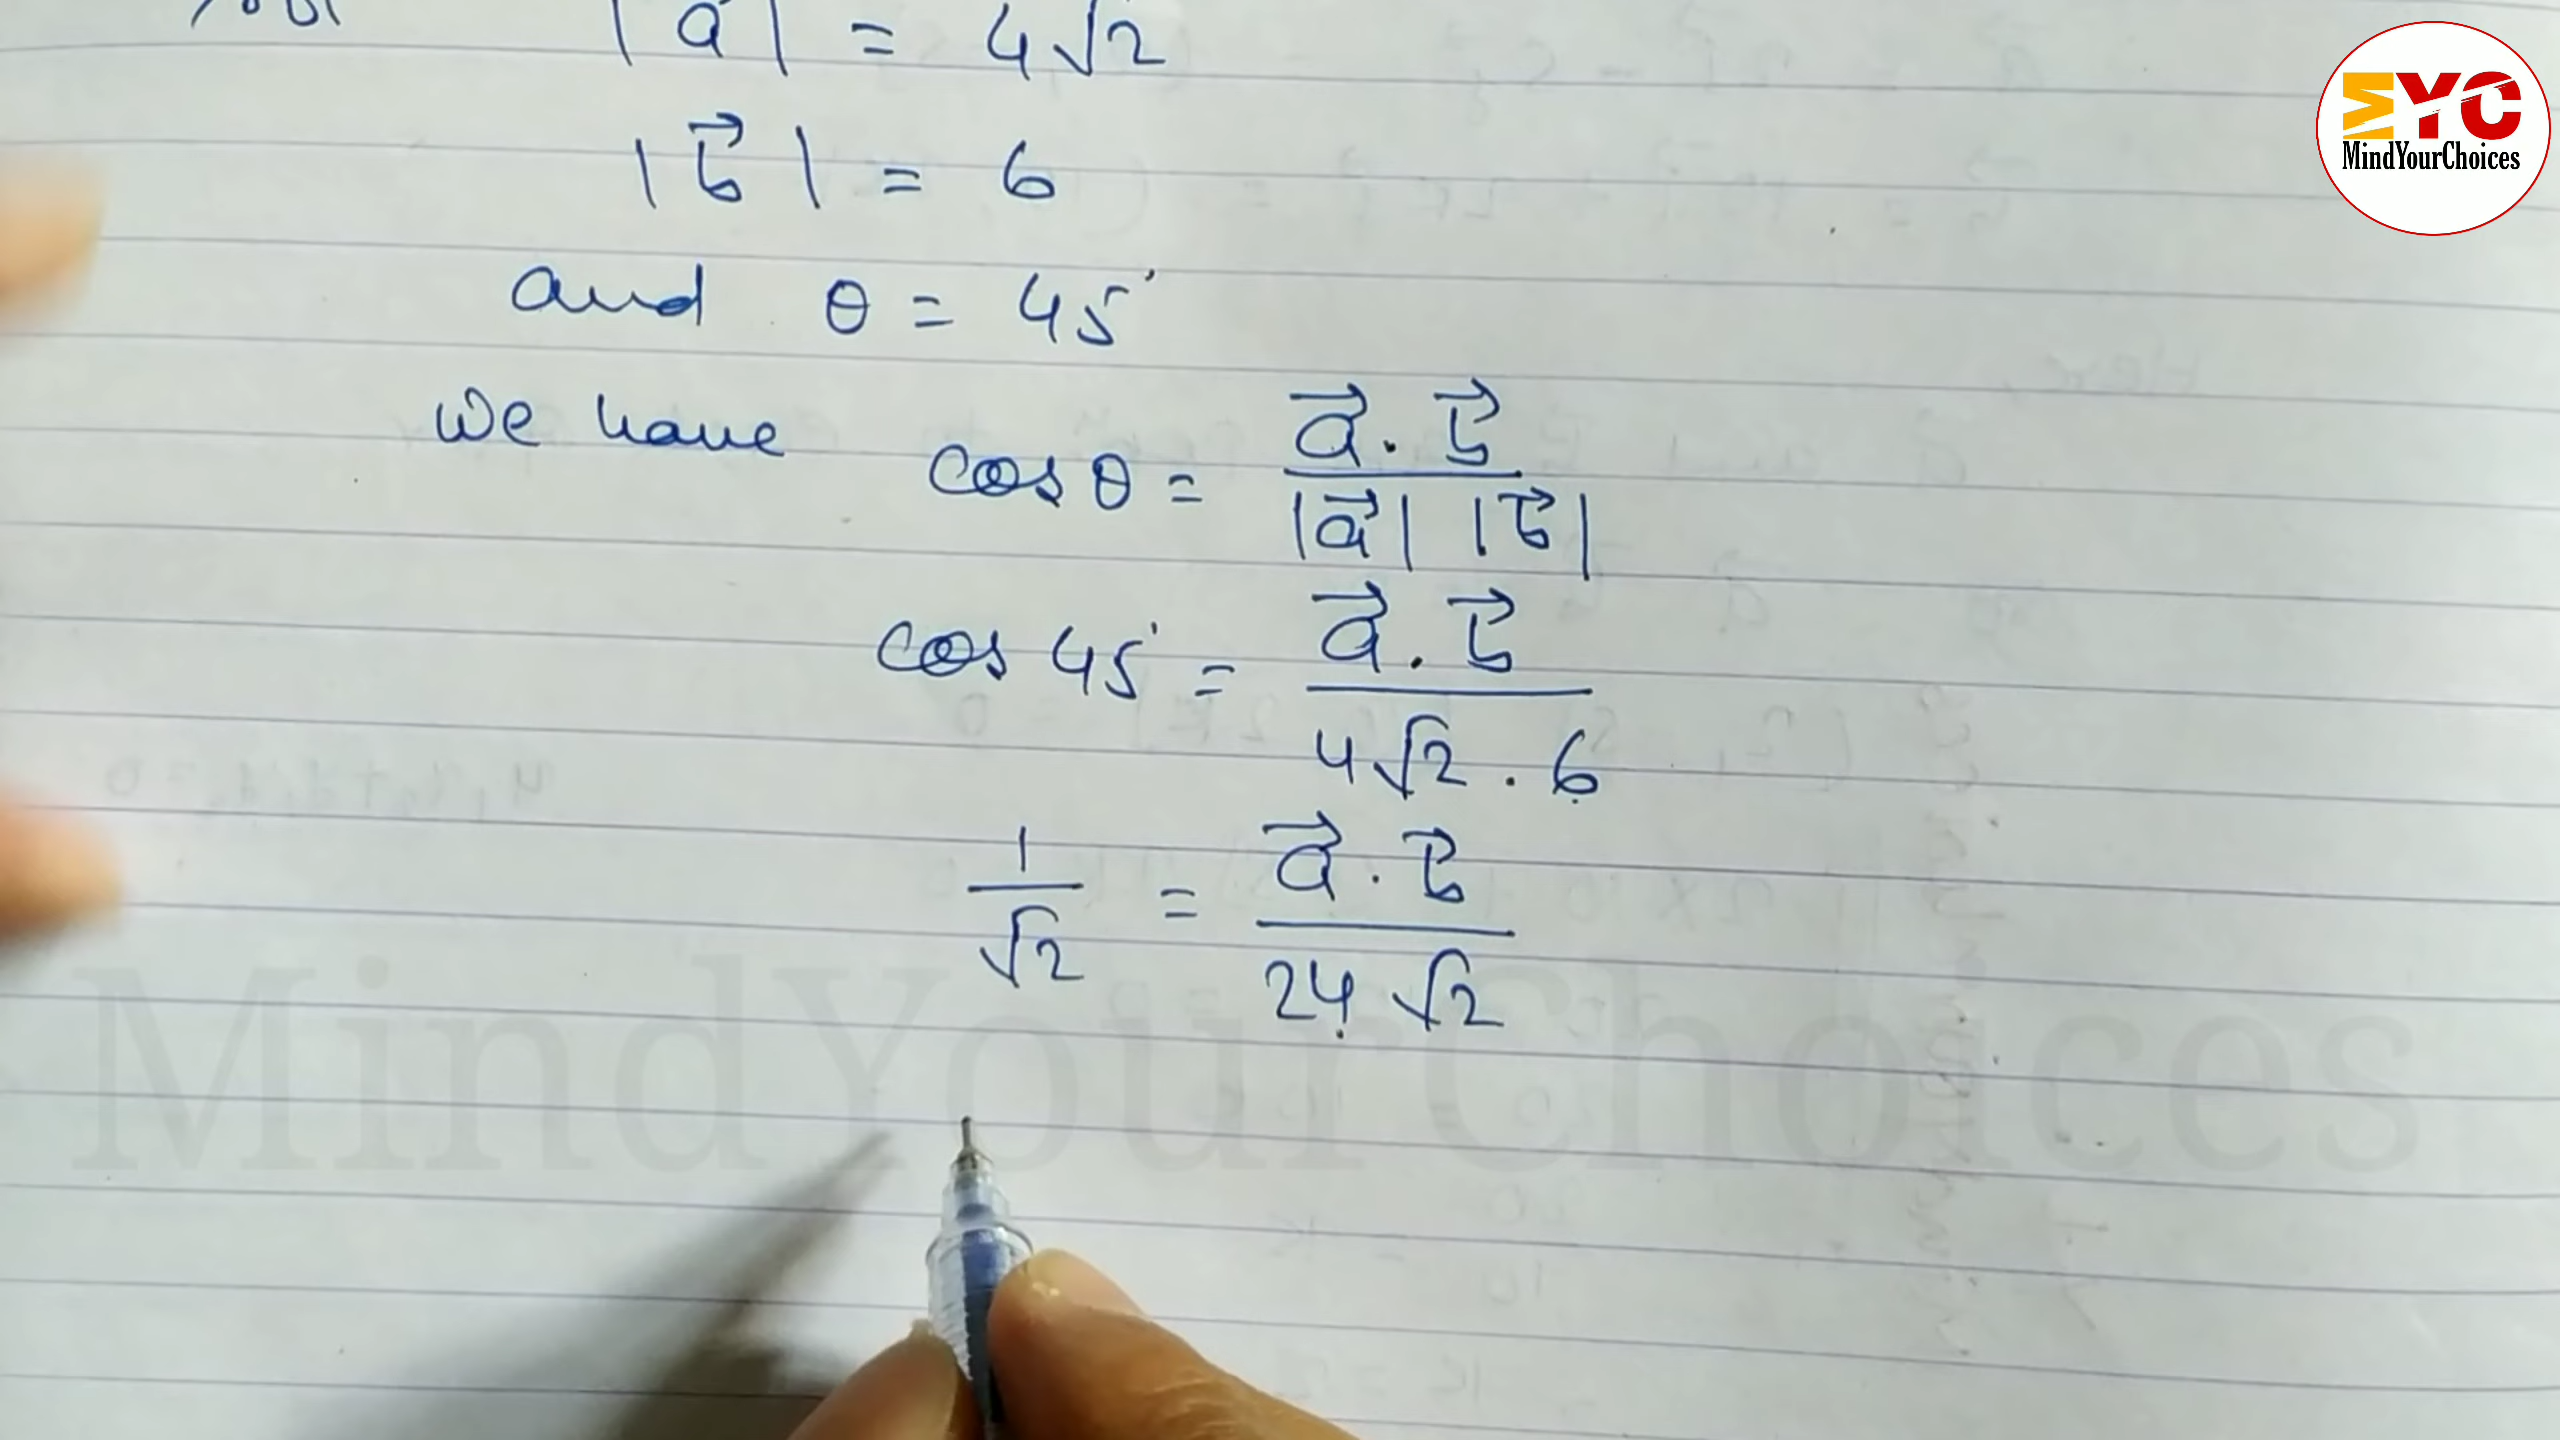 |a⃗| = 4√2
MYC
MindYourChoices
|b⃗| = 6
and θ = 45°
We have cos θ = a⃗ . b⃗ / |a⃗| |b⃗|
cos 45° = a⃗ . b⃗ / 4√2 . 6
1/√2 = a⃗ . b⃗ / 24√2
MindYourChoices